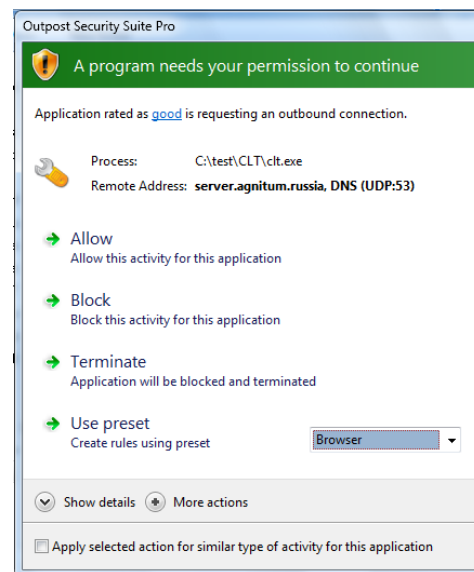 Outpost Security Suite Pro
A program needs your permission to continue
Application rated as good is requesting an outbound connection.
Process: C:\test\CLT\clt.exe
Remote Address: server.agnitum.russia, DNS (UDP:53)
Allow
Allow this activity for this application
Block
Block this activity for this application
Terminate
Application will be blocked and terminated
Use preset
Create rules using preset Browser
Show details More actions
Apply selected action for similar type of activity for this application